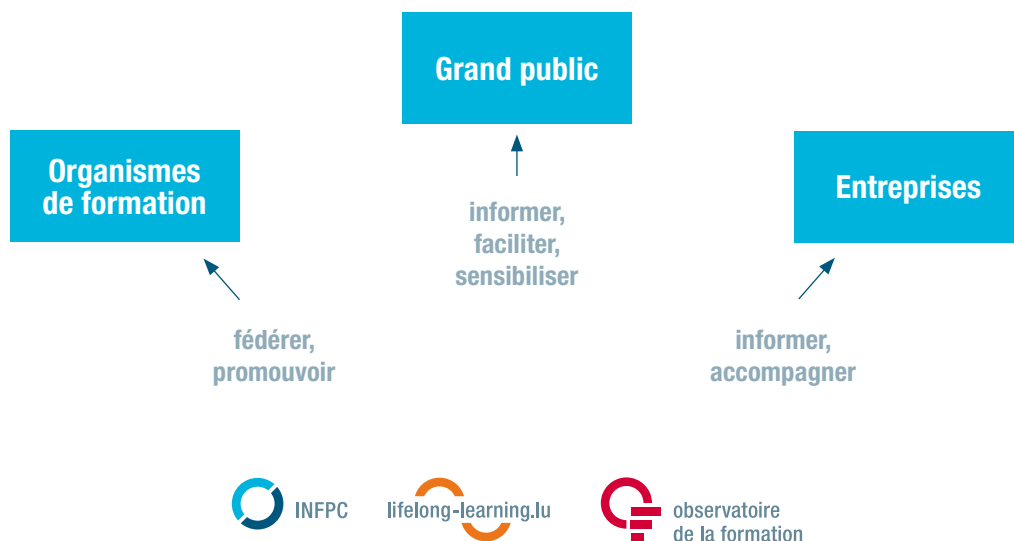 Grand public
Organismes
de formation
Entreprises
informer,
faciliter,
sensibiliser
fédérer,
promouvoir
informer,
accompagner
INFPC
lifelong-learning.lu
observatoire
de la formation